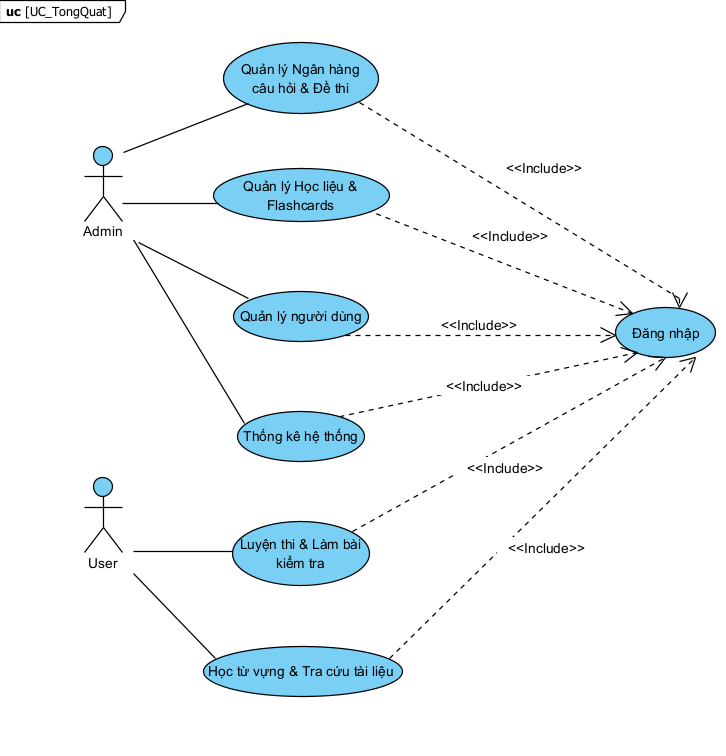 uc [UC_TongQuat]
Quản lý Ngân hàng
câu hỏi & Đề thi
<<Include>>
Quản lý Học liệu &
Flashcards
Admin
<<Include>>
Quản lý người dùng
<<Include>>
Đăng nhập
<<Include>>
Thống kê hệ thống
<<Include>>
Luyện thi & Làm bài
kiểm tra
<<Include>>
User
Học từ vựng & Tra cứu tài liệu